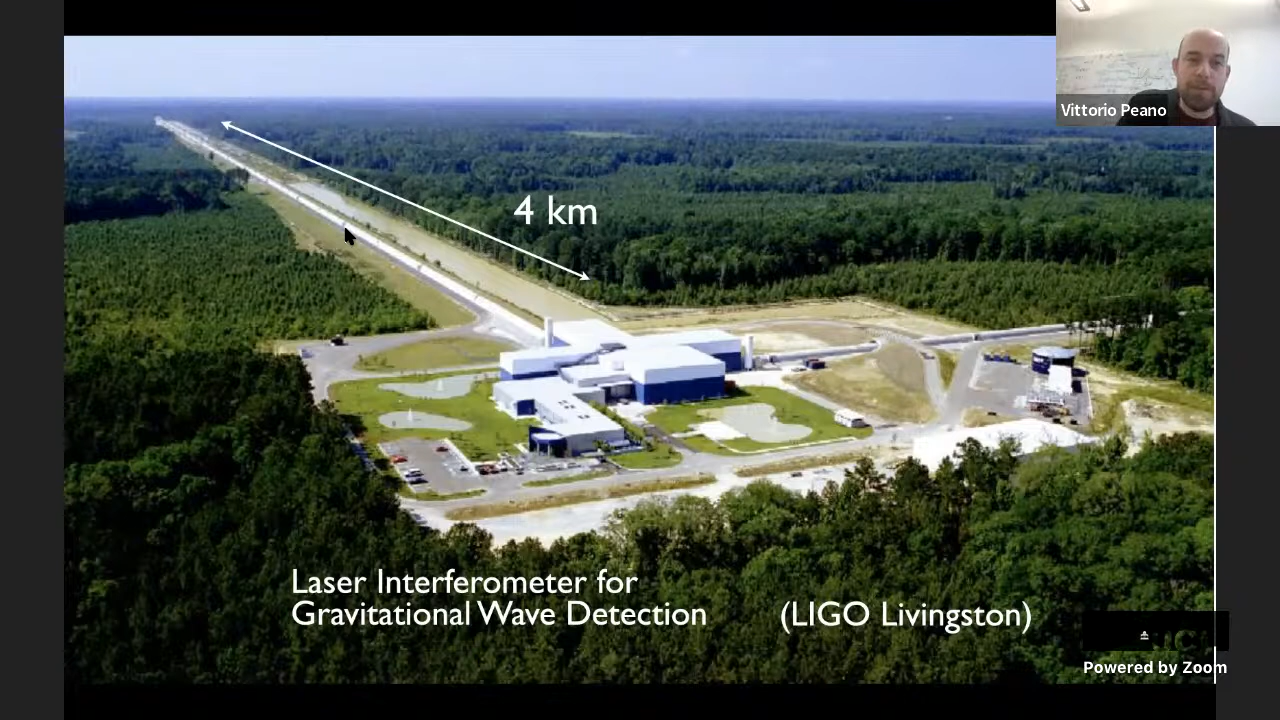 Vittorio Peano
4 km
Laser Interferometer for
Gravitational Wave Detection
(LIGO Livingston)
Powered by Zoom